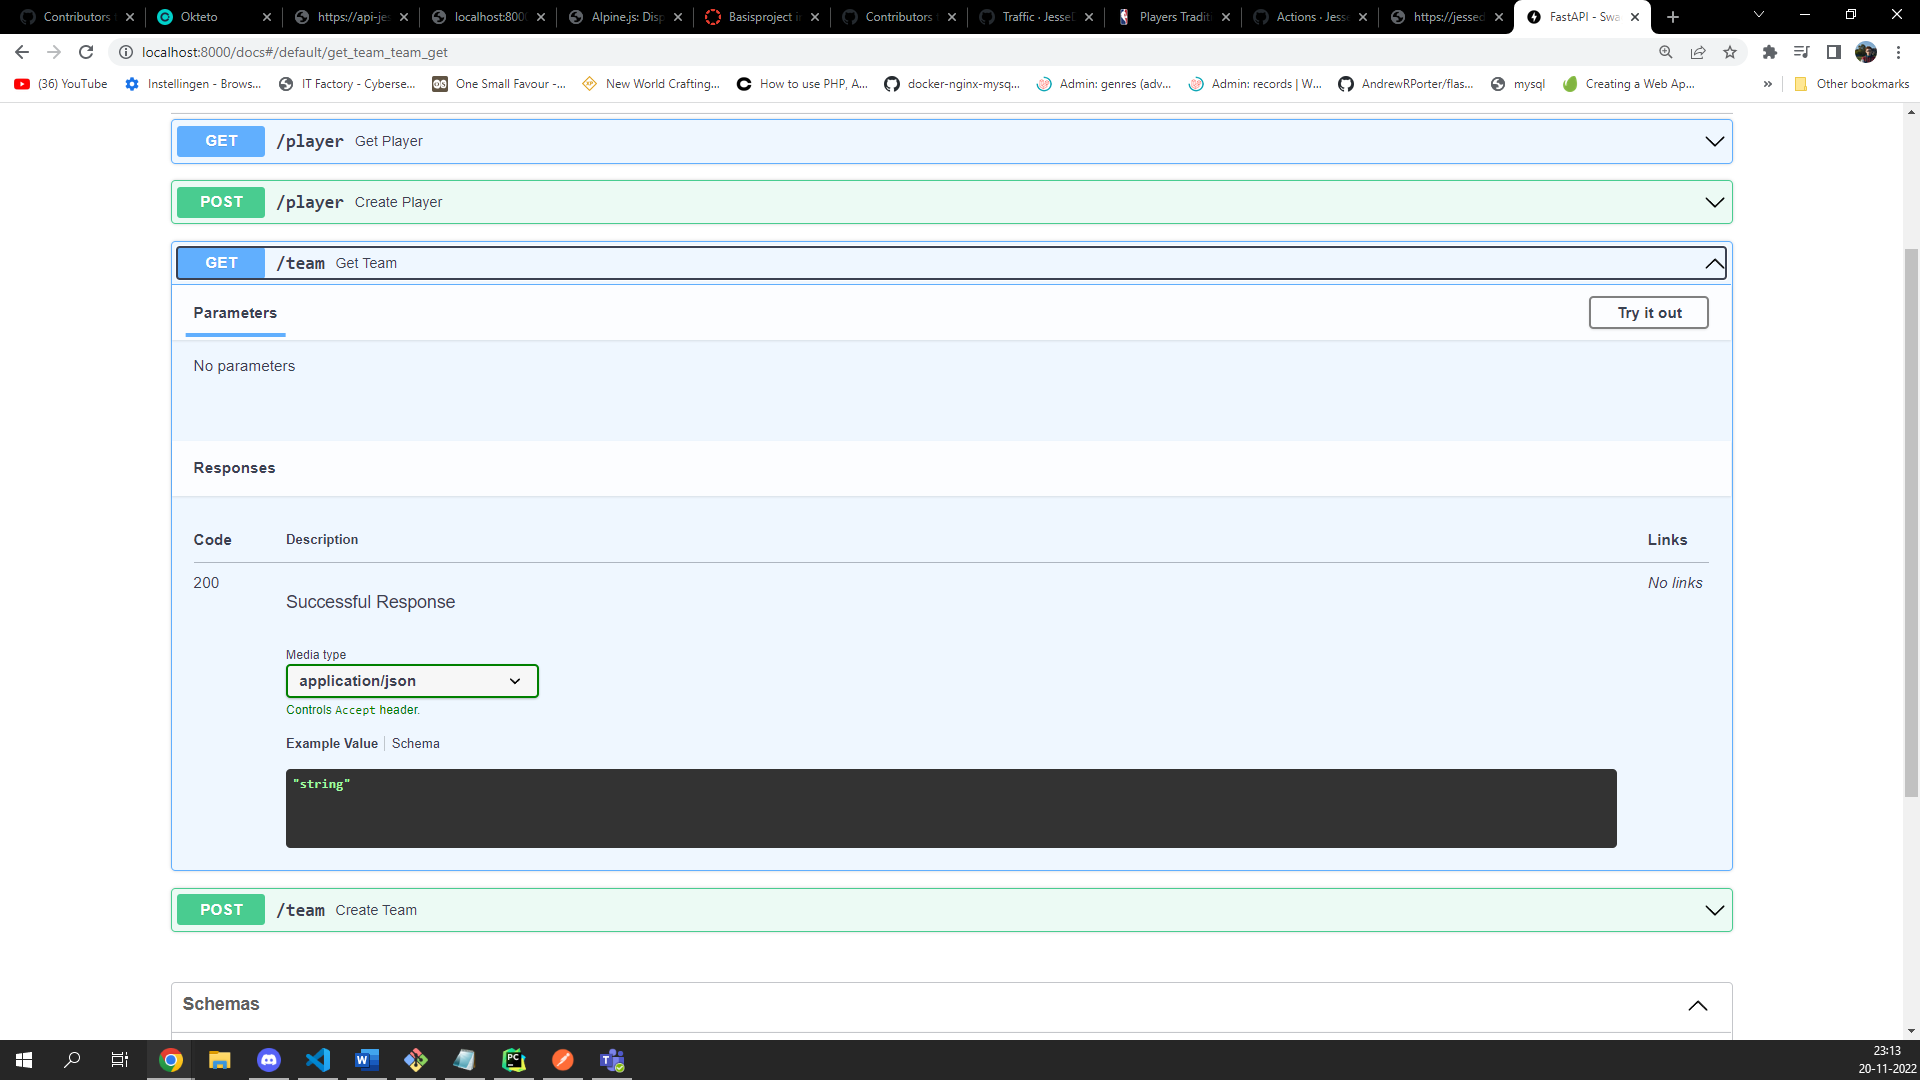 Contributors
Okteto
https://api-jes
localhost:8000
Alpine.js: Disp
Basisproject i
Contributors
Traffic · Jesse
Players Traditi
Actions · Jesse
https://jessed
FastAPI - Swa
localhost:8000/docs#/default/get_team_team_get
(36) YouTube
Instellingen - Brows...
IT Factory - Cyberse...
One Small Favour -...
New World Crafting...
How to use PHP, A...
docker-nginx-mysq...
Admin: genres (adv...
Admin: records | W...
AndrewRPorter/flas...
mysql
Creating a Web Ap...
»
Other bookmarks
GET /player Get Player
POST /player Create Player
GET /team Get Team
Parameters
Try it out
No parameters
Responses
Code Description Links
200
Successful Response
No links
Media type
application/json
Controls Accept header.
Example Value Schema
"string"
POST /team Create Team
Schemas
23:13
20-11-2022